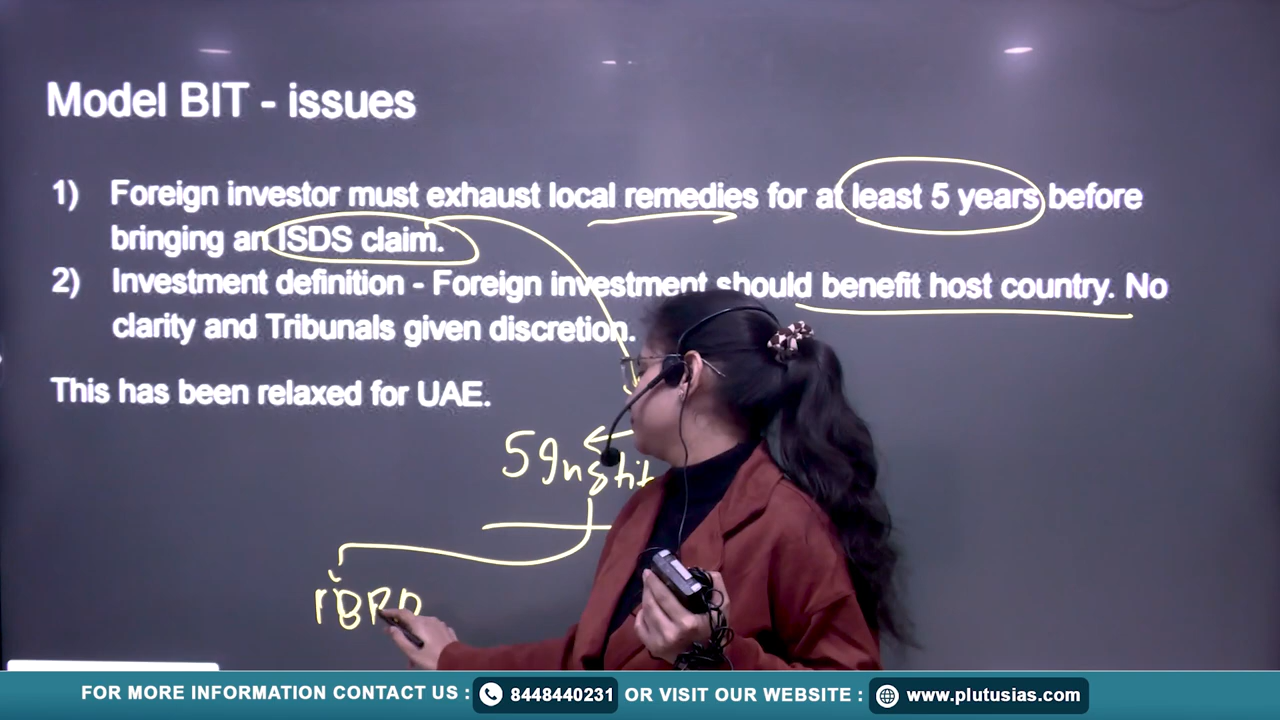 Model BIT - issues
1) Foreign investor must exhaust local remedies for at least 5 years before
bringing an ISDS claim.
2) Investment definition - Foreign investment should benefit host country. No
clarity and Tribunals given discretion.
This has been relaxed for UAE.
5 Instit
IBRD
FOR MORE INFORMATION CONTACT US : 8448440231 OR VISIT OUR WEBSITE : www.plutusias.com